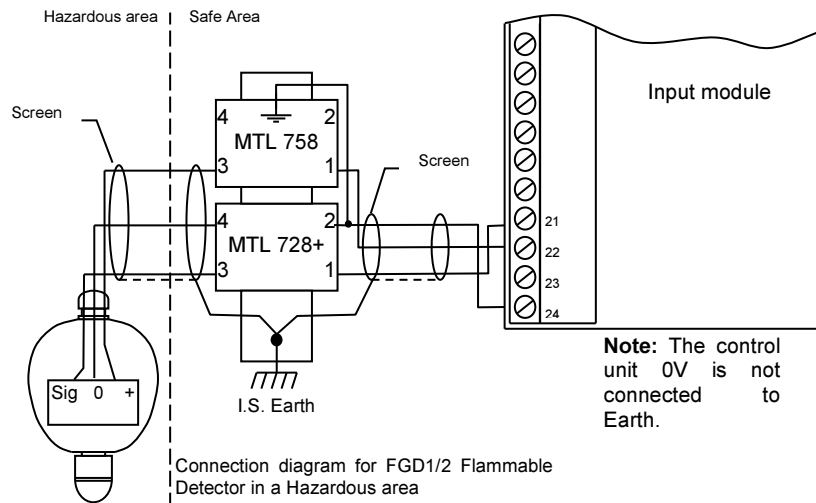 Hazardous area
Safe Area
Screen
4
2
MTL 758
3
1
4
2
MTL 728+
3
1
Screen
Input module
21
22
23
24
Sig 0 +
I.S. Earth
Note: The control
unit 0V is not
connected to
Earth.
Connection diagram for FGD1/2 Flammable
Detector in a Hazardous area